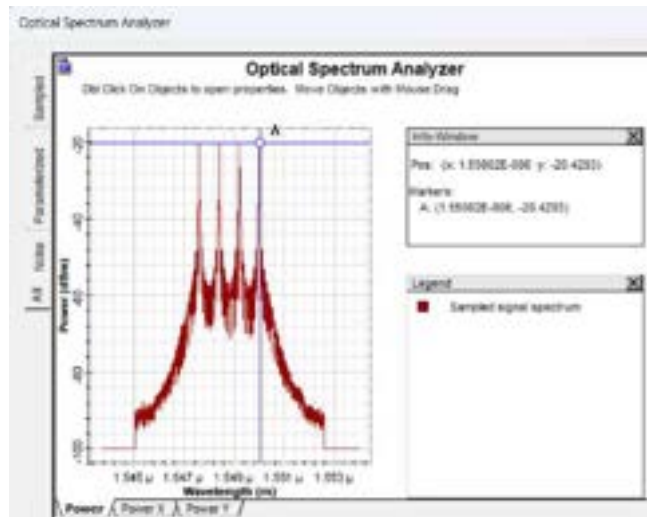 Optical Spectrum Analyzer
Optical Spectrum Analyzer
Dbl Click On Objects to open properties. Move Objects with Mouse Drag
A
Info-Window
Markers:
Legend
Sampled signal spectrum
Sampled
Parameterized
Noise
All
Power (dBm)
-20
-40
-60
-80
-100
1.545 µ
1.547 µ
1.549 µ
1.551 µ
1.553 µ
Wavelength (m)
Power
Power X
Power Y